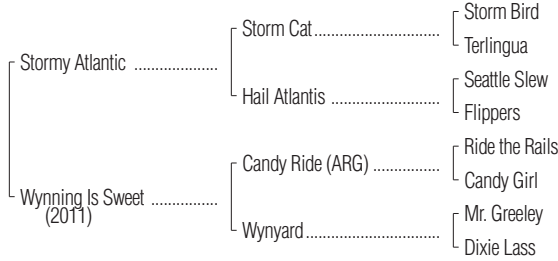 Storm Bird
Storm Cat....................................
Terlingua
Stormy Atlantic ........................
Seattle Slew
Hail Atlantis ...............................
Flippers
Ride the Rails
Candy Ride (ARG) ...................
Candy Girl
Wynning Is Sweet ...................
(2011)
Mr. Greeley
Wynyard......................................
Dixie Lass